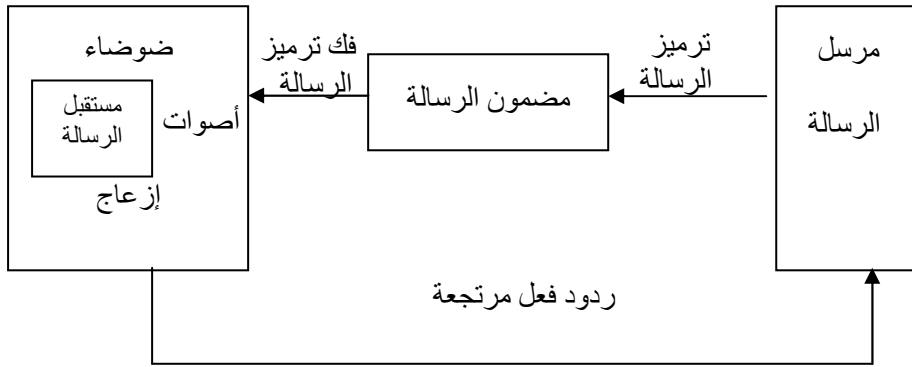 مرسل
الرسالة
ترميز
الرسالة
مضمون الرسالة
فك ترميز
الرسالة
ضوضاء
أصوات
مستقبل
الرسالة
إزعاج
ردود فعل مرتجعة